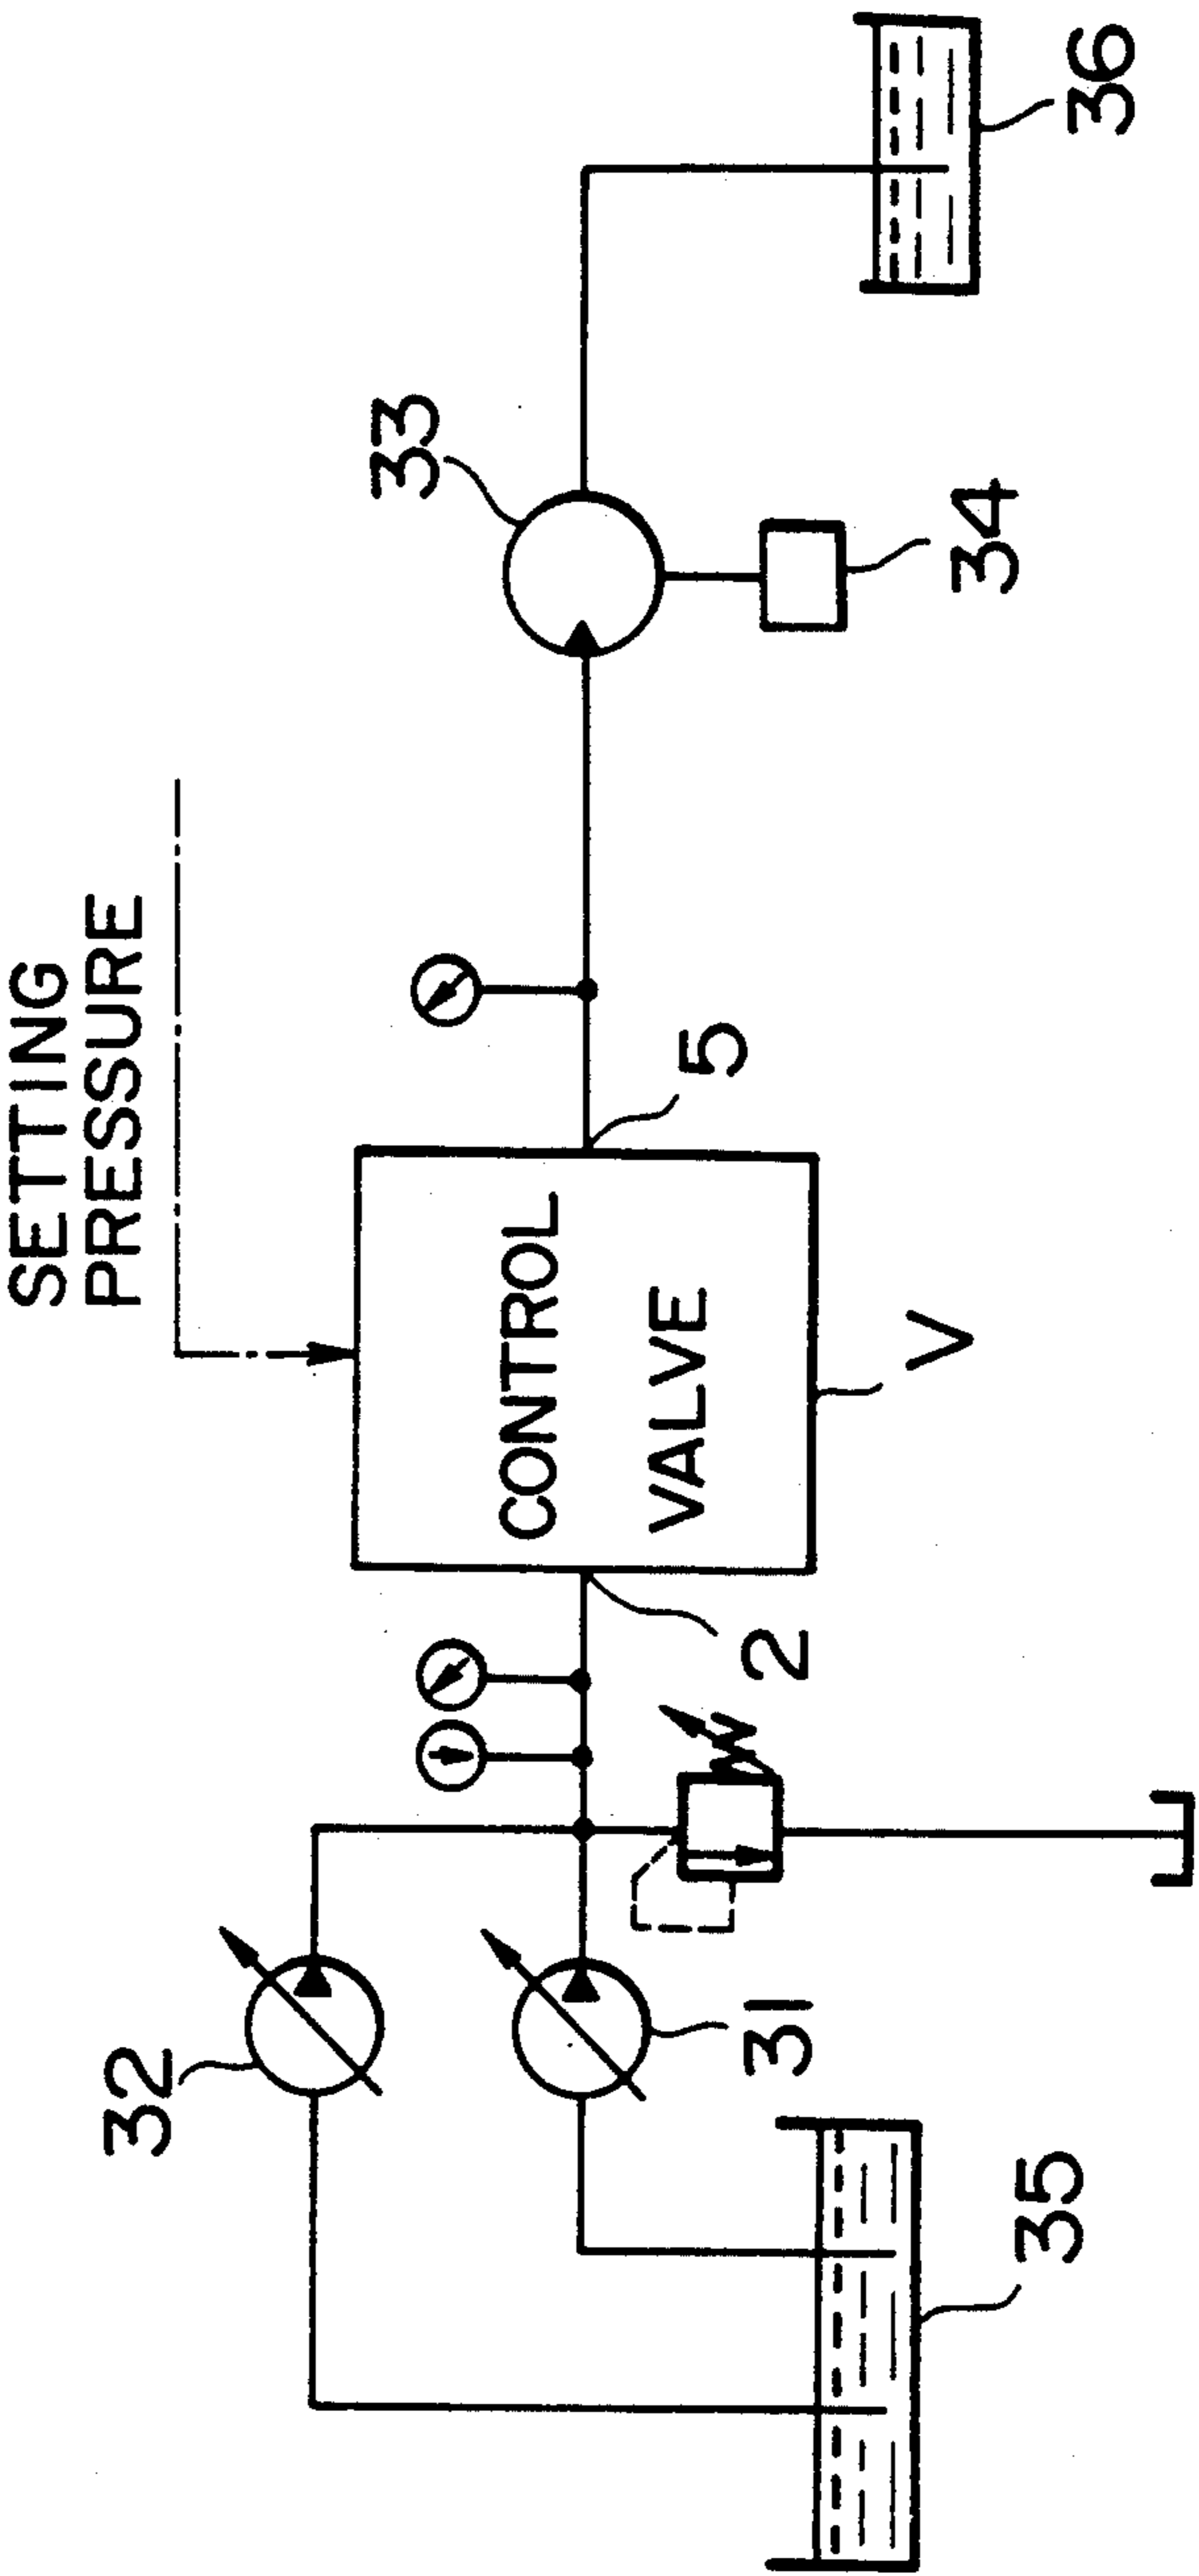 SETTING
PRESSURE
32
31
35
2
CONTROL
VALVE
V
5
33
34
36